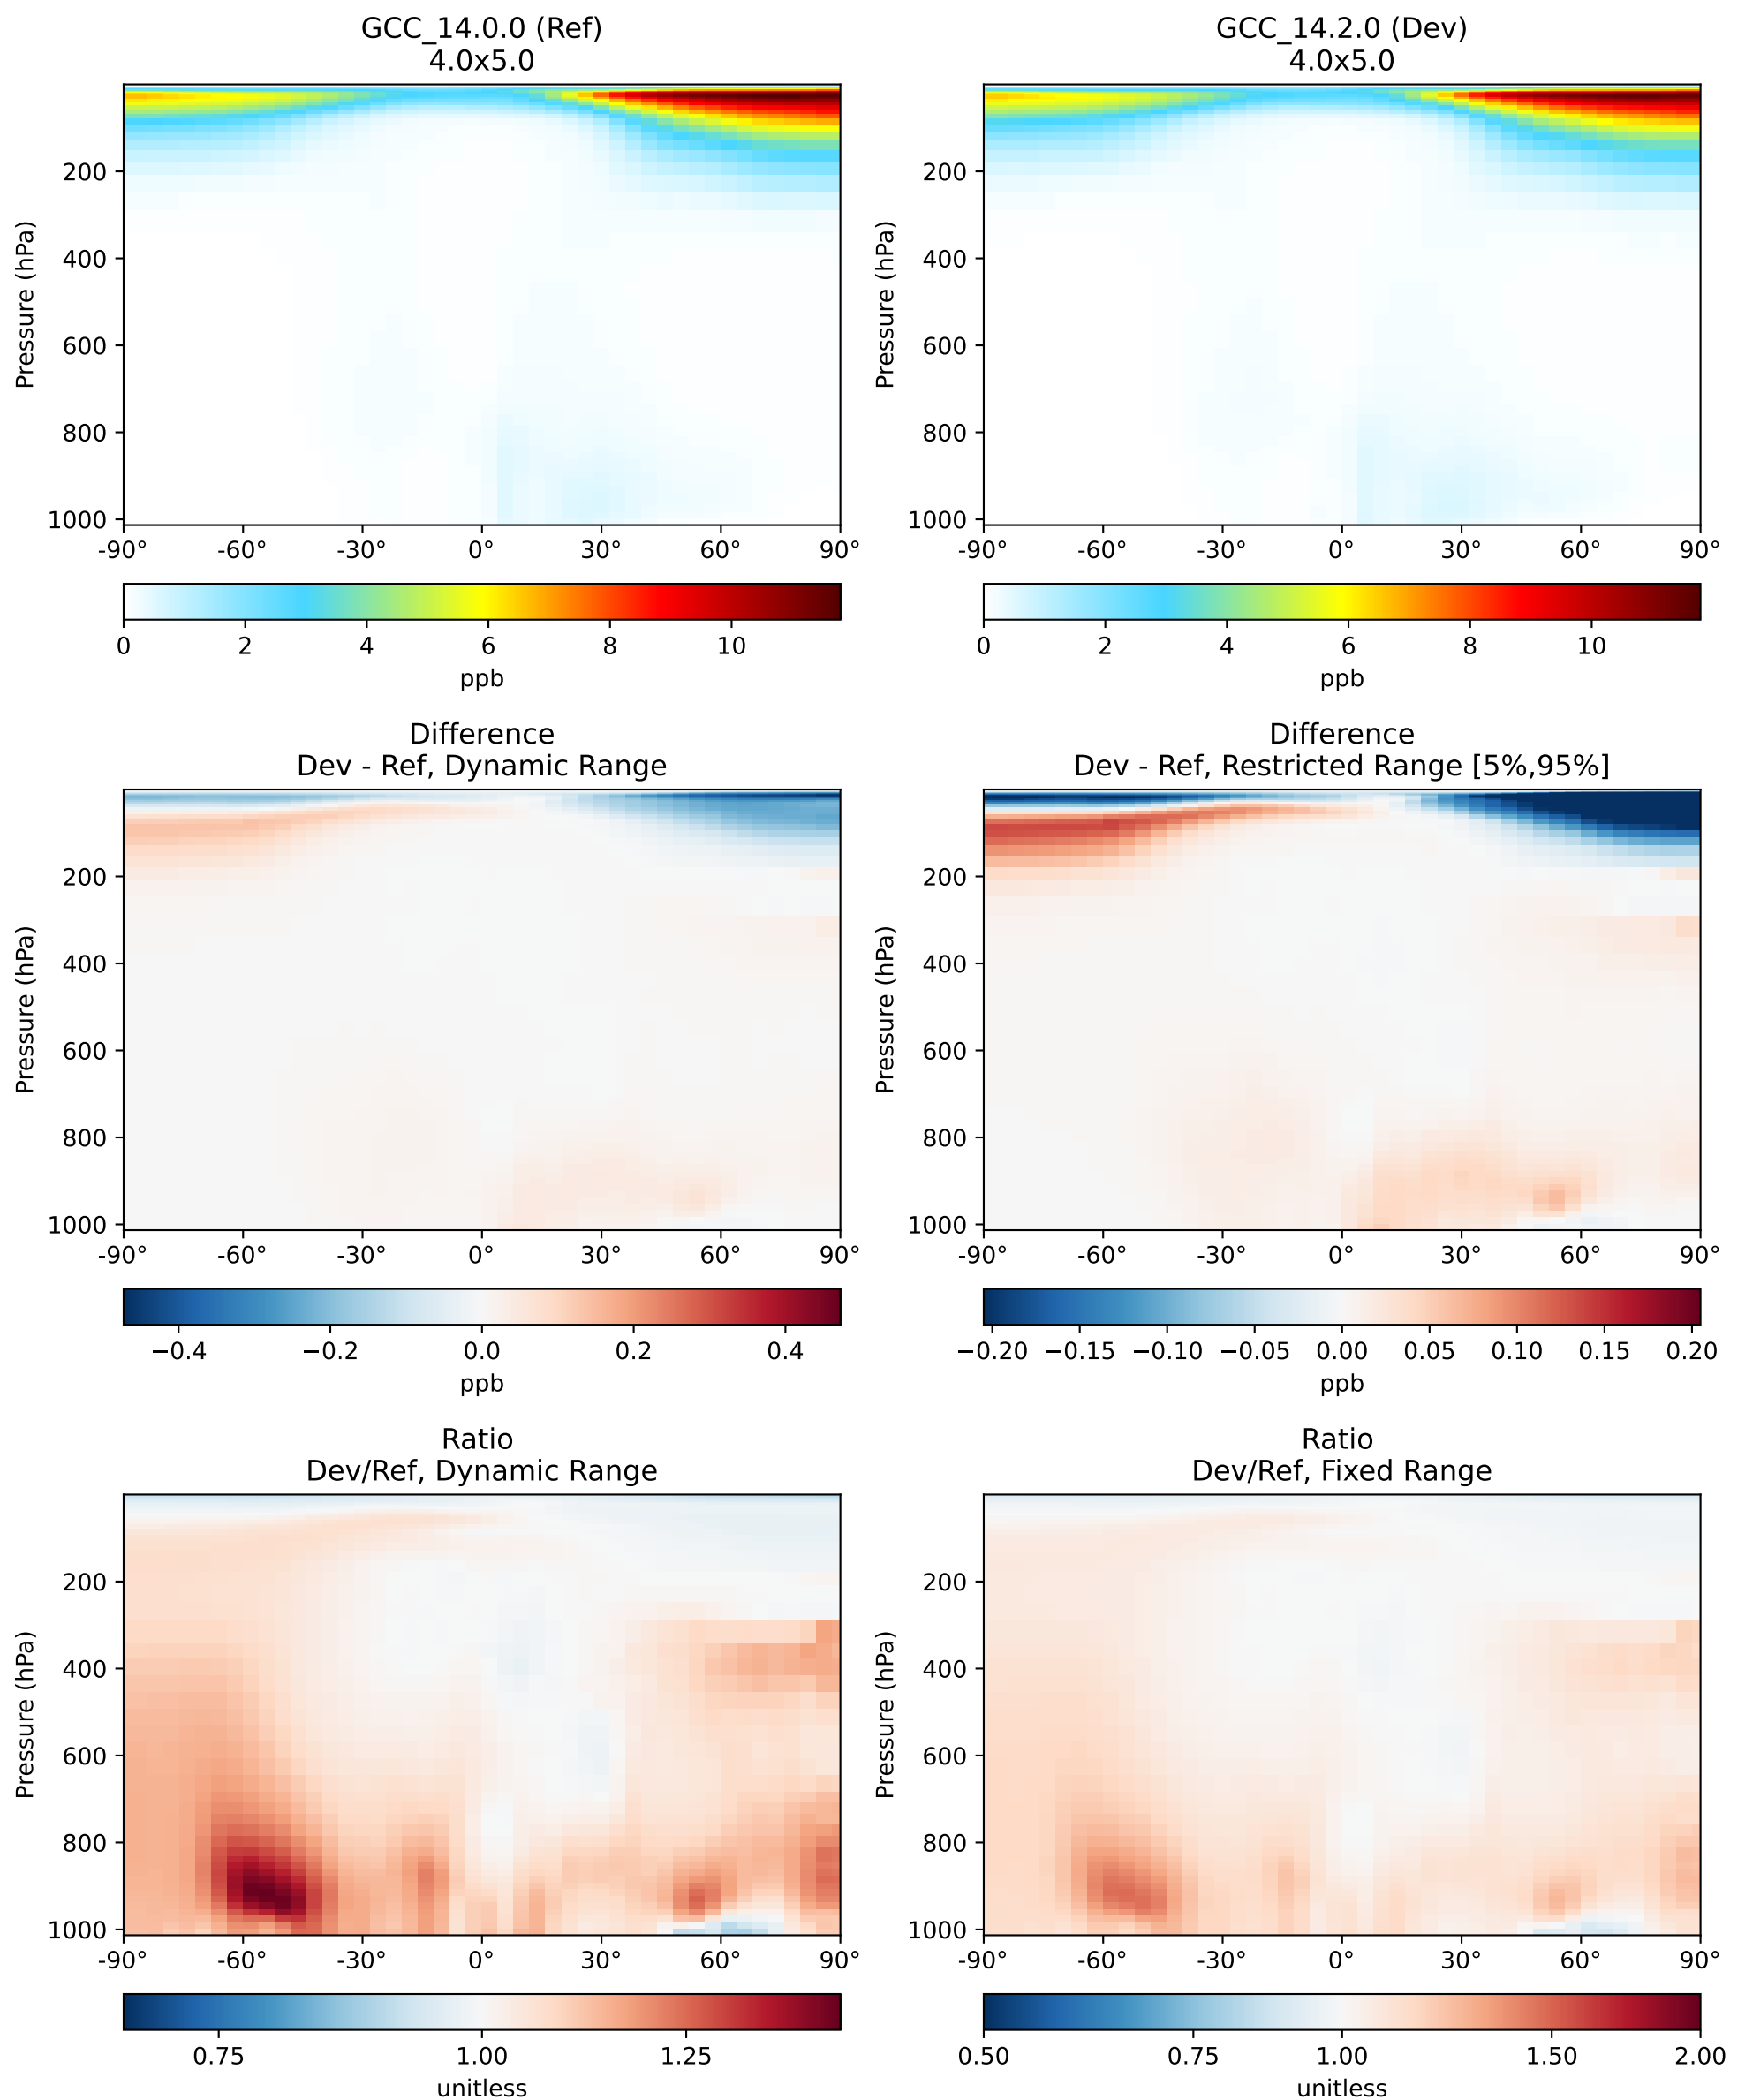 GCC_14.0.0 (Ref)
4.0x5.0
Pressure (hPa)
200
400
600
800
1000
-90° -60° -30° 0° 30° 60° 90°
0 2 4 6 8 10
ppb
GCC_14.2.0 (Dev)
4.0x5.0
Pressure (hPa)
200
400
600
800
1000
-90° -60° -30° 0° 30° 60° 90°
0 2 4 6 8 10
ppb
Difference
Dev - Ref, Dynamic Range
Pressure (hPa)
200
400
600
800
1000
-90° -60° -30° 0° 30° 60° 90°
−0.4 −0.2 0.0 0.2 0.4
ppb
Difference
Dev - Ref, Restricted Range [5%,95%]
Pressure (hPa)
200
400
600
800
1000
-90° -60° -30° 0° 30° 60° 90°
−0.20 −0.15 −0.10 −0.05 0.00 0.05 0.10 0.15 0.20
ppb
Ratio
Dev/Ref, Dynamic Range
Pressure (hPa)
200
400
600
800
1000
-90° -60° -30° 0° 30° 60° 90°
0.75 1.00 1.25
unitless
Ratio
Dev/Ref, Fixed Range
Pressure (hPa)
200
400
600
800
1000
-90° -60° -30° 0° 30° 60° 90°
0.50 0.75 1.00 1.50 2.00
unitless